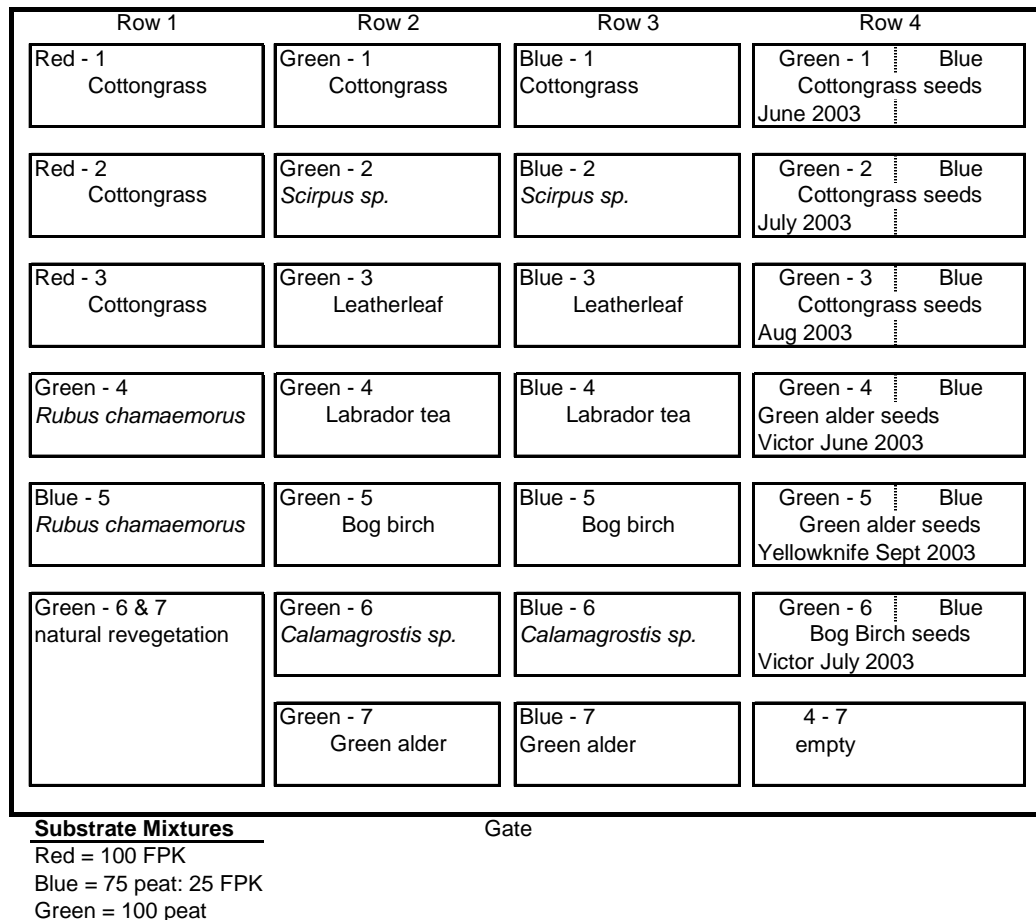 Row 1 Row 2 Row 3 Row 4
Red - 1 Green - 1 Blue - 1 Green - 1 Blue
Cottongrass Cottongrass Cottongrass Cottongrass seeds
June 2003
Red - 2 Green - 2 Blue - 2 Green - 2 Blue
Cottongrass Scirpus sp. Scirpus sp. Cottongrass seeds
July 2003
Red - 3 Green - 3 Blue - 3 Green - 3 Blue
Cottongrass Leatherleaf Leatherleaf Cottongrass seeds
Aug 2003
Green - 4 Green - 4 Blue - 4 Green - 4 Blue
Rubus chamaemorus Labrador tea Labrador tea Green alder seeds
Victor June 2003
Blue - 5 Green - 5 Blue - 5 Green - 5 Blue
Rubus chamaemorus Bog birch Bog birch Green alder seeds
Yellowknife Sept 2003
Green - 6 & 7 Green - 6 Blue - 6 Green - 6 Blue
natural revegetation Calamagrostis sp. Calamagrostis sp. Bog Birch seeds
Victor July 2003
Green - 7 Blue - 7 4 - 7
Green alder Green alder empty
Substrate Mixtures Gate
Red = 100 FPK
Blue = 75 peat: 25 FPK
Green = 100 peat